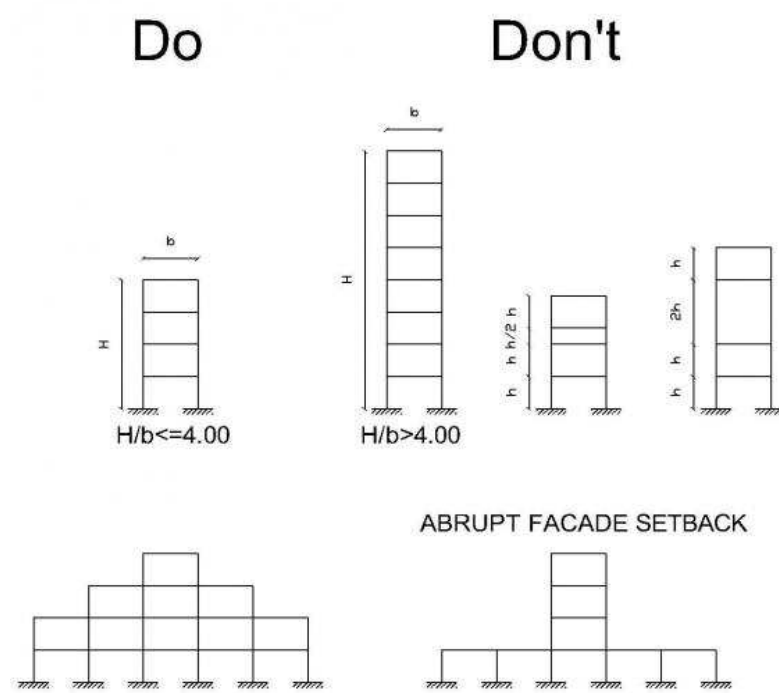 Do
Don't
b
H
H/b<=4.00
b
H
H/b>4.00
h
h/2
h
h
h
2h
h
h
ABRUPT FACADE SETBACK